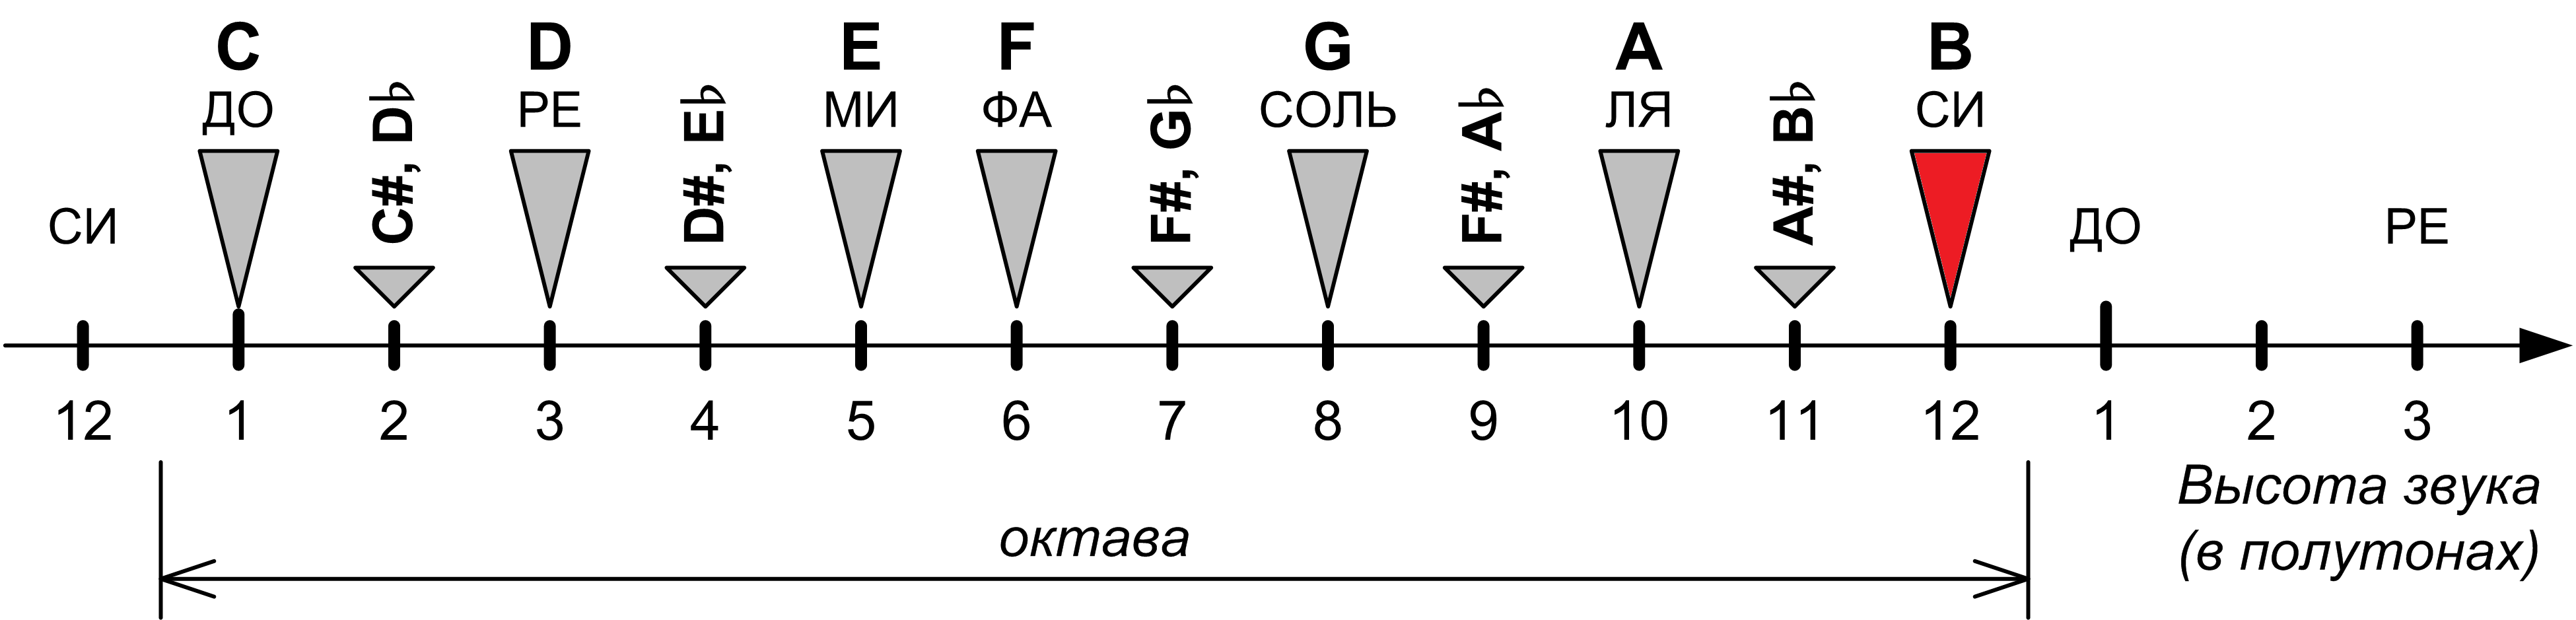 C D E F G A B
ДО РЕ МИ ФА СОЛЬ ЛЯ СИ
C#, D♭ D#, E♭ F#, G♭ F#, A♭ A#, B♭
СИ ДО РЕ
12 1 2 3 4 5 6 7 8 9 10 11 12 1 2 3
октава
Высота звука
(в полутонах)